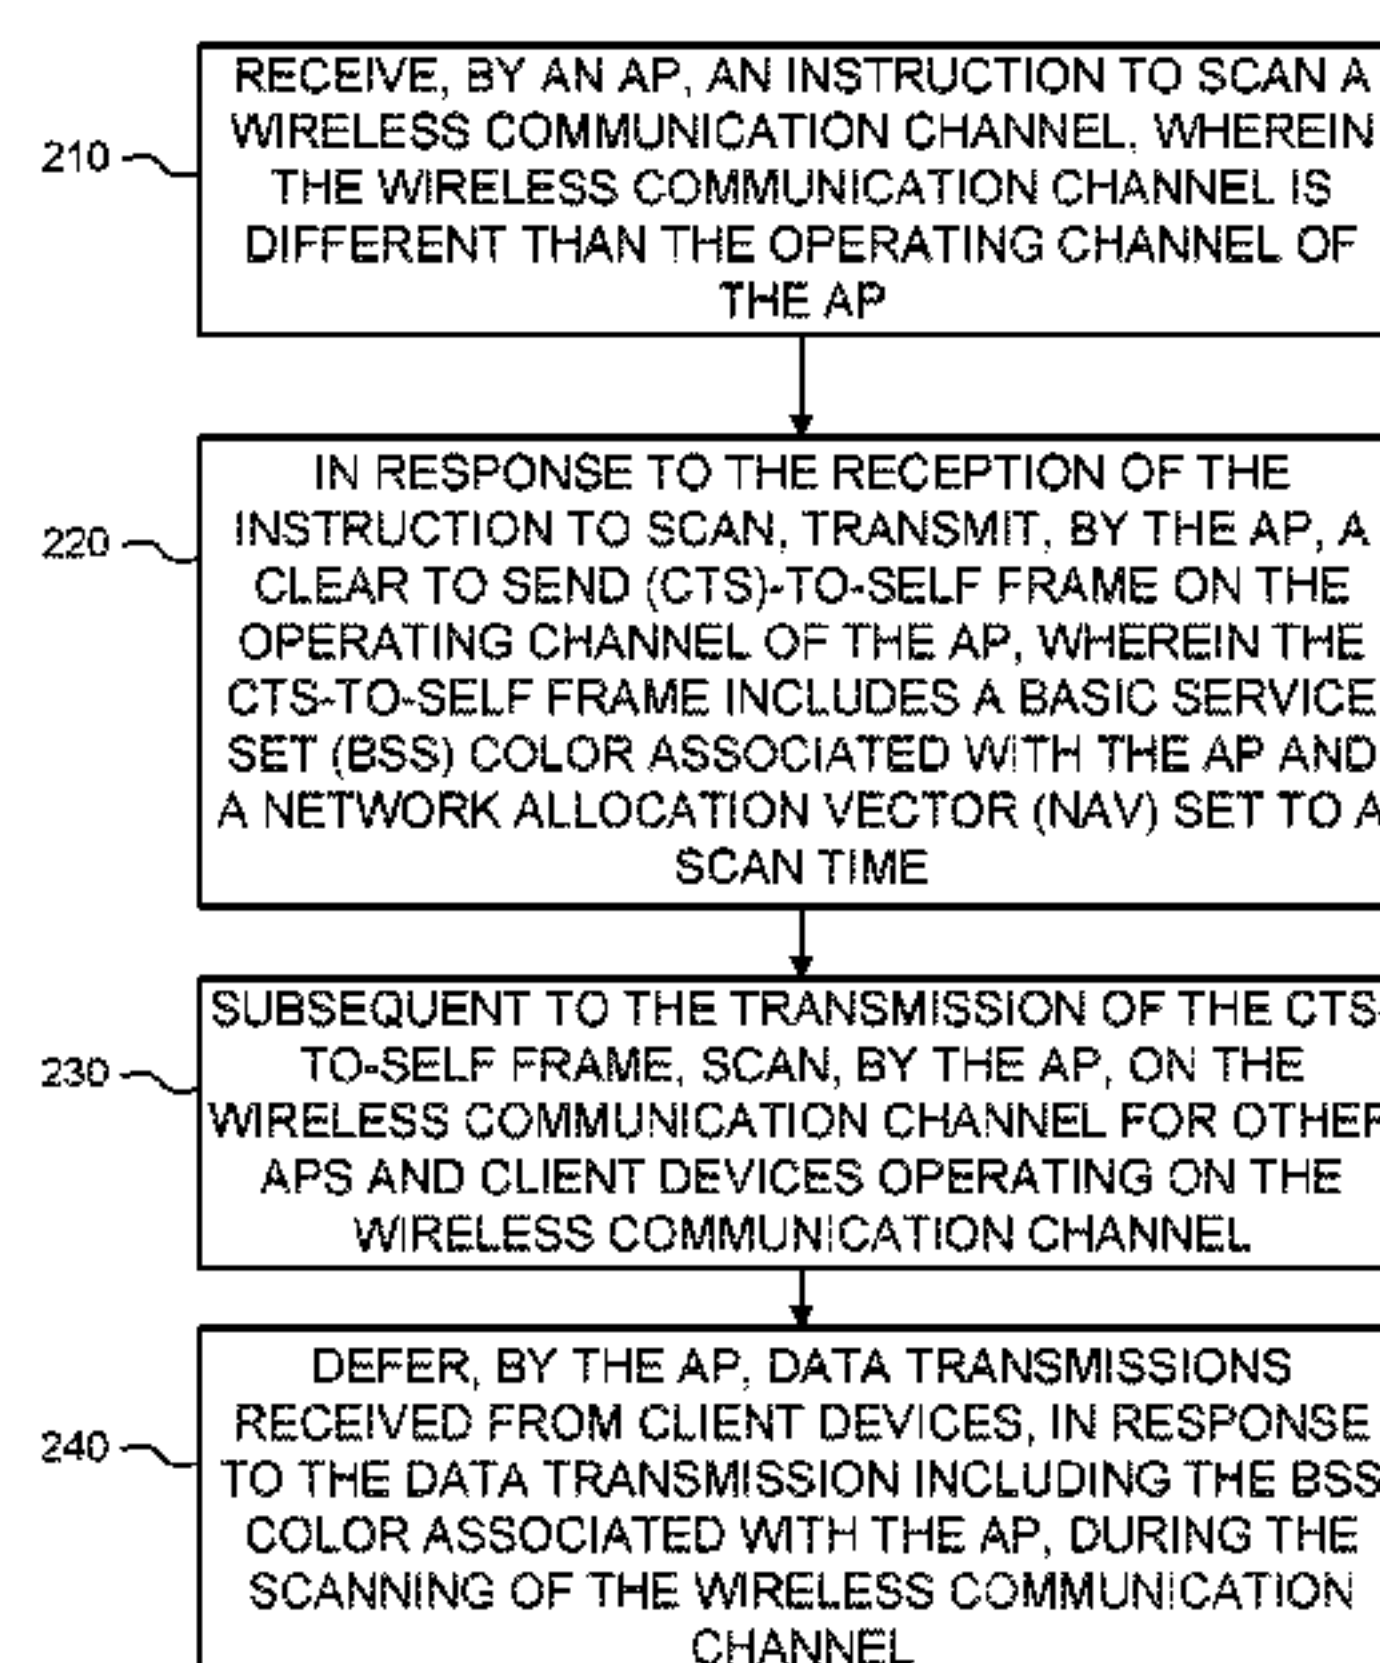 210
RECEIVE, BY AN AP, AN INSTRUCTION TO SCAN A
WIRELESS COMMUNICATION CHANNEL, WHEREIN
THE WIRELESS COMMUNICATION CHANNEL IS
DIFFERENT THAN THE OPERATING CHANNEL OF
THE AP
220
IN RESPONSE TO THE RECEPTION OF THE
INSTRUCTION TO SCAN, TRANSMIT, BY THE AP, A
CLEAR TO SEND (CTS)-TO-SELF FRAME ON THE
OPERATING CHANNEL OF THE AP, WHEREIN THE
CTS-TO-SELF FRAME INCLUDES A BASIC SERVICE
SET (BSS) COLOR ASSOCIATED WITH THE AP AND
A NETWORK ALLOCATION VECTOR (NAV) SET TO A
SCAN TIME
230
SUBSEQUENT TO THE TRANSMISSION OF THE CTS-
TO-SELF FRAME, SCAN, BY THE AP, ON THE
WIRELESS COMMUNICATION CHANNEL FOR OTHER
APS AND CLIENT DEVICES OPERATING ON THE
WIRELESS COMMUNICATION CHANNEL
240
DEFER, BY THE AP, DATA TRANSMISSIONS
RECEIVED FROM CLIENT DEVICES, IN RESPONSE
TO THE DATA TRANSMISSION INCLUDING THE BSS
COLOR ASSOCIATED WITH THE AP, DURING THE
SCANNING OF THE WIRELESS COMMUNICATION
CHANNEL